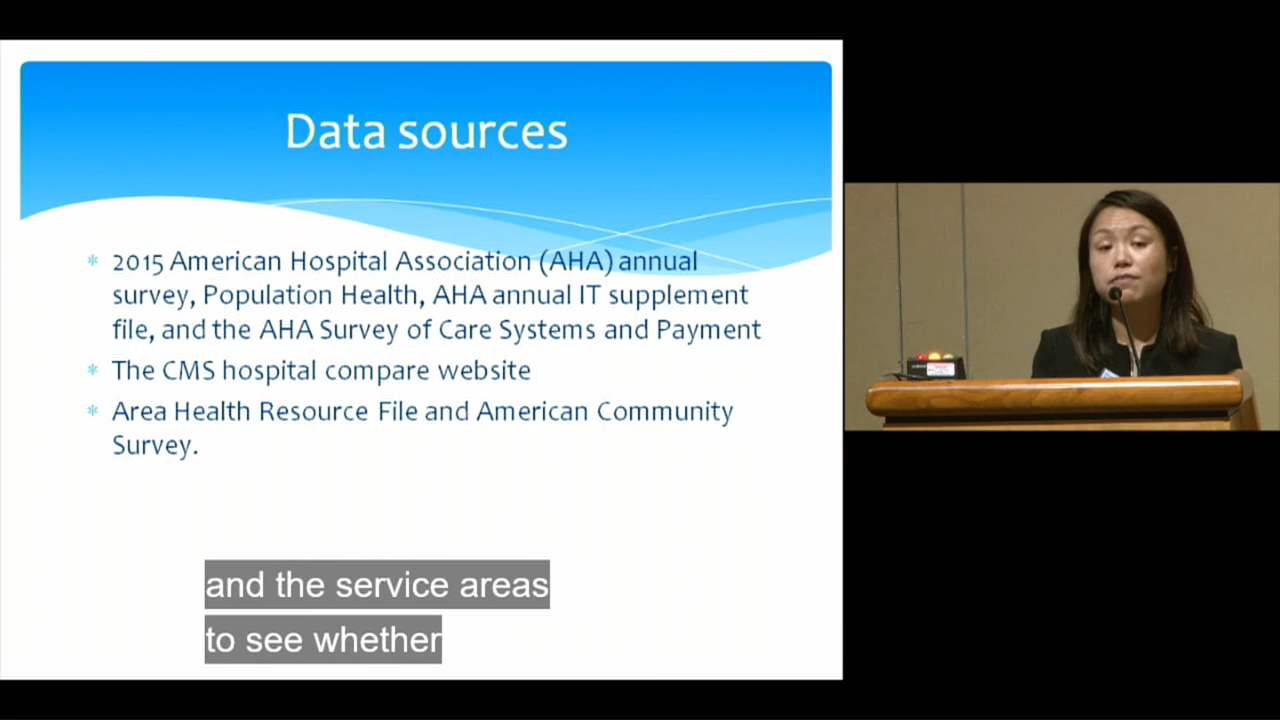 Data sources
* 2015 American Hospital Association (AHA) annual
survey, Population Health, AHA annual IT supplement
file, and the AHA Survey of Care Systems and Payment
* The CMS hospital compare website
* Area Health Resource File and American Community
Survey.
and the service areas
to see whether